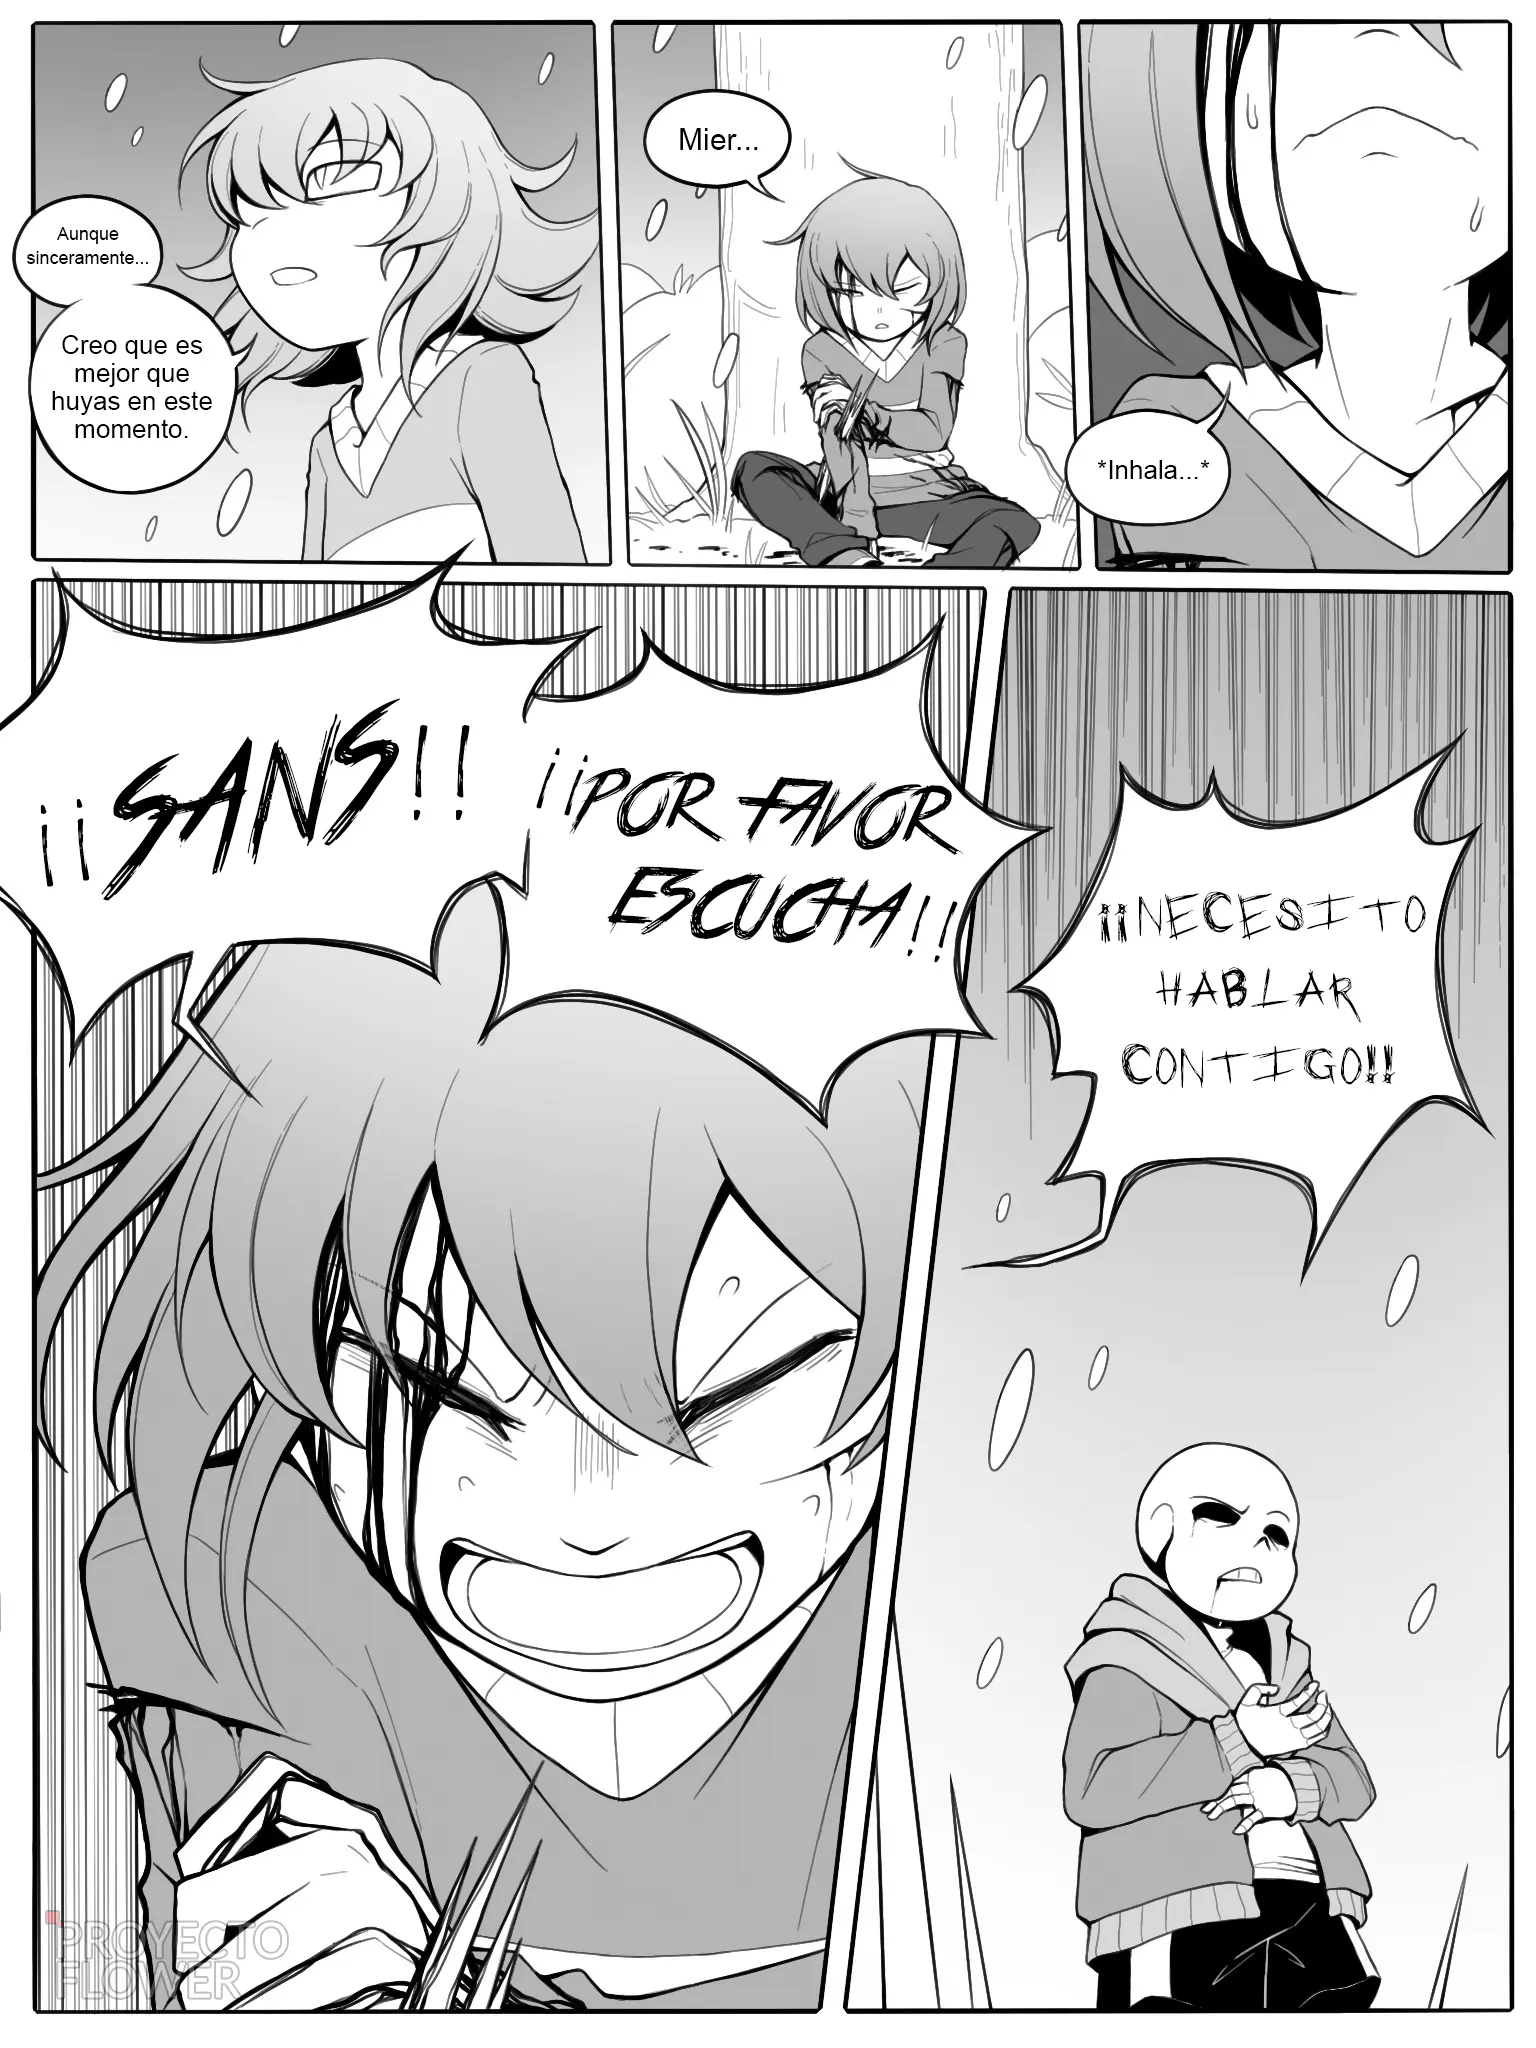 Aunque
sinceramente...
Creo que es
mejor que
huyas en este
momento.
Mier...
*Inhala...*
¡¡SANS!!
¡¡POR FAVOR
ESCUCHA!!
¡¡NECESITO
HABLAR
CONTIGO!!
PROYECTO
FLOWER